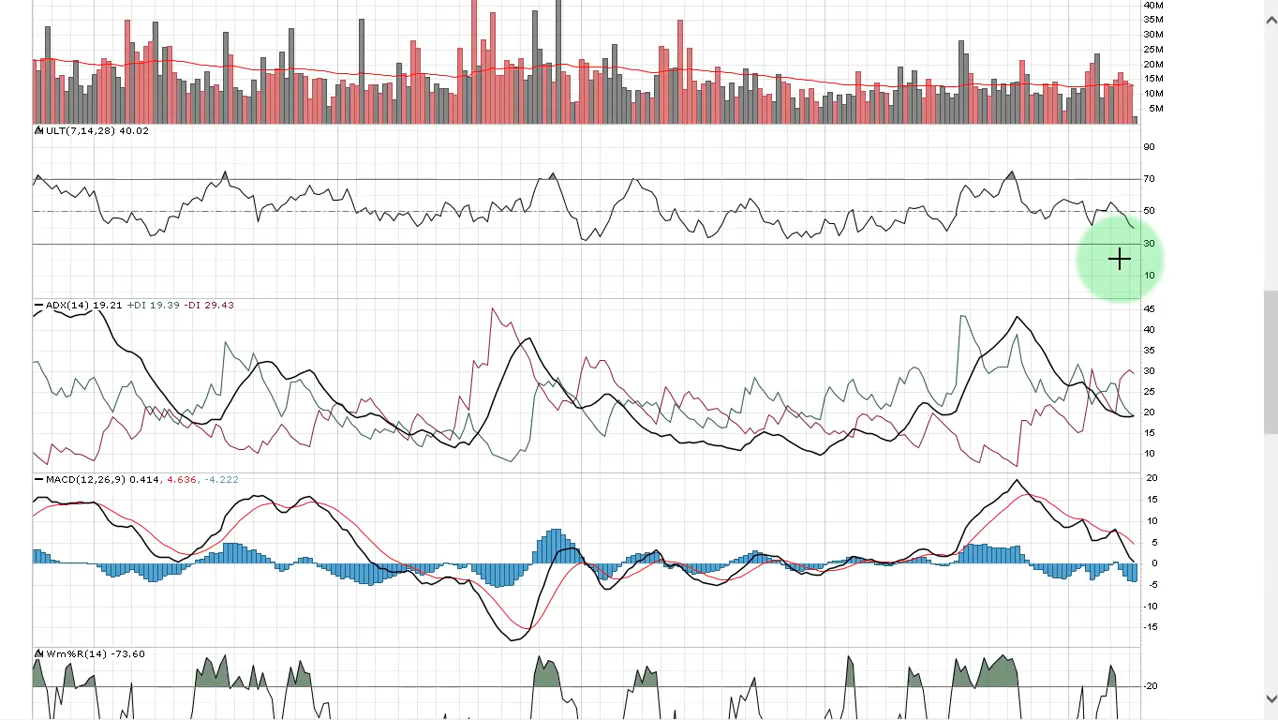 40M
35M
30M
25M
20M
15M
10M
5M
ULT(7,14,28) 40.02
90
70
50
30
10
ADX(14) 19.21 +DI 19.39 -DI 29.43
45
40
35
30
25
20
15
10
MACD(12,26,9) 0.414, 4.636, -4.222
20
15
10
5
0
-5
-10
-15
Wm%R(14) -73.60
-20